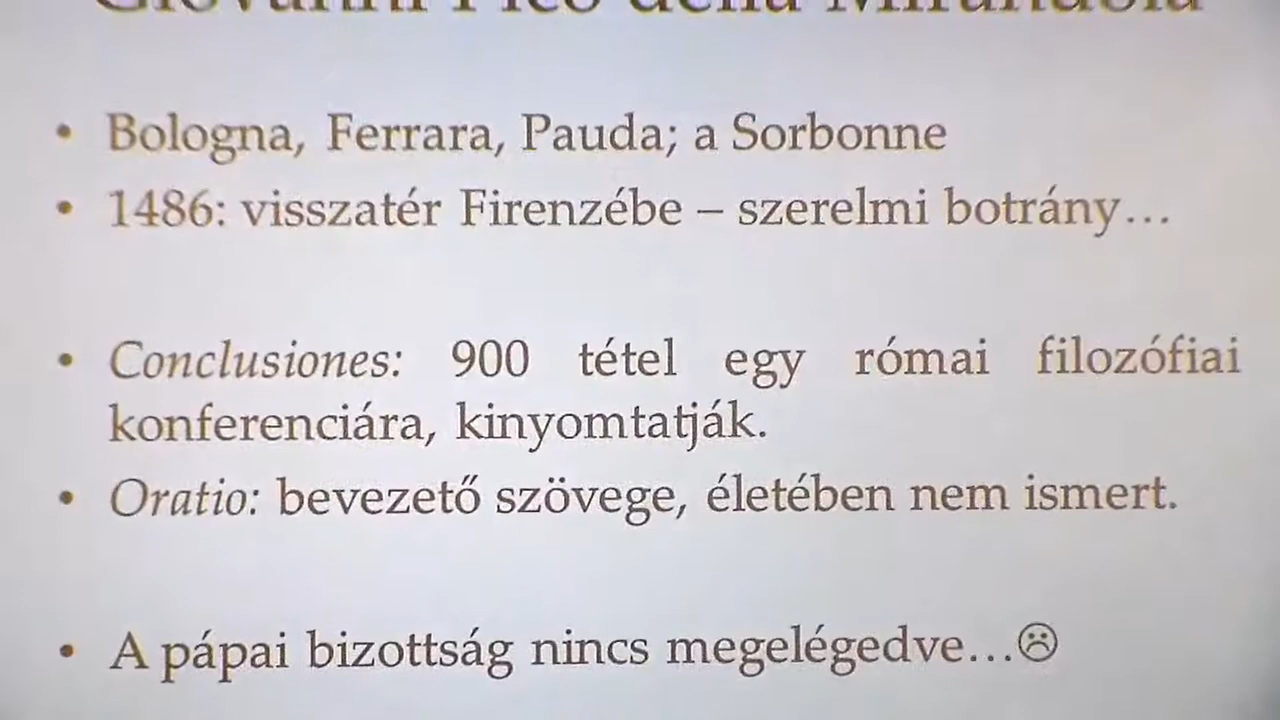 Giovanni Pico della Mirandola
• Bologna, Ferrara, Pauda; a Sorbonne
• 1486: visszatér Firenzébe – szerelmi botrány…
• Conclusiones: 900 tétel egy római filozófiai
konferenciára, kinyomtatják.
• Oratio: bevezető szövege, életében nem ismert.
• A pápai bizottság nincs megelégedve…☹